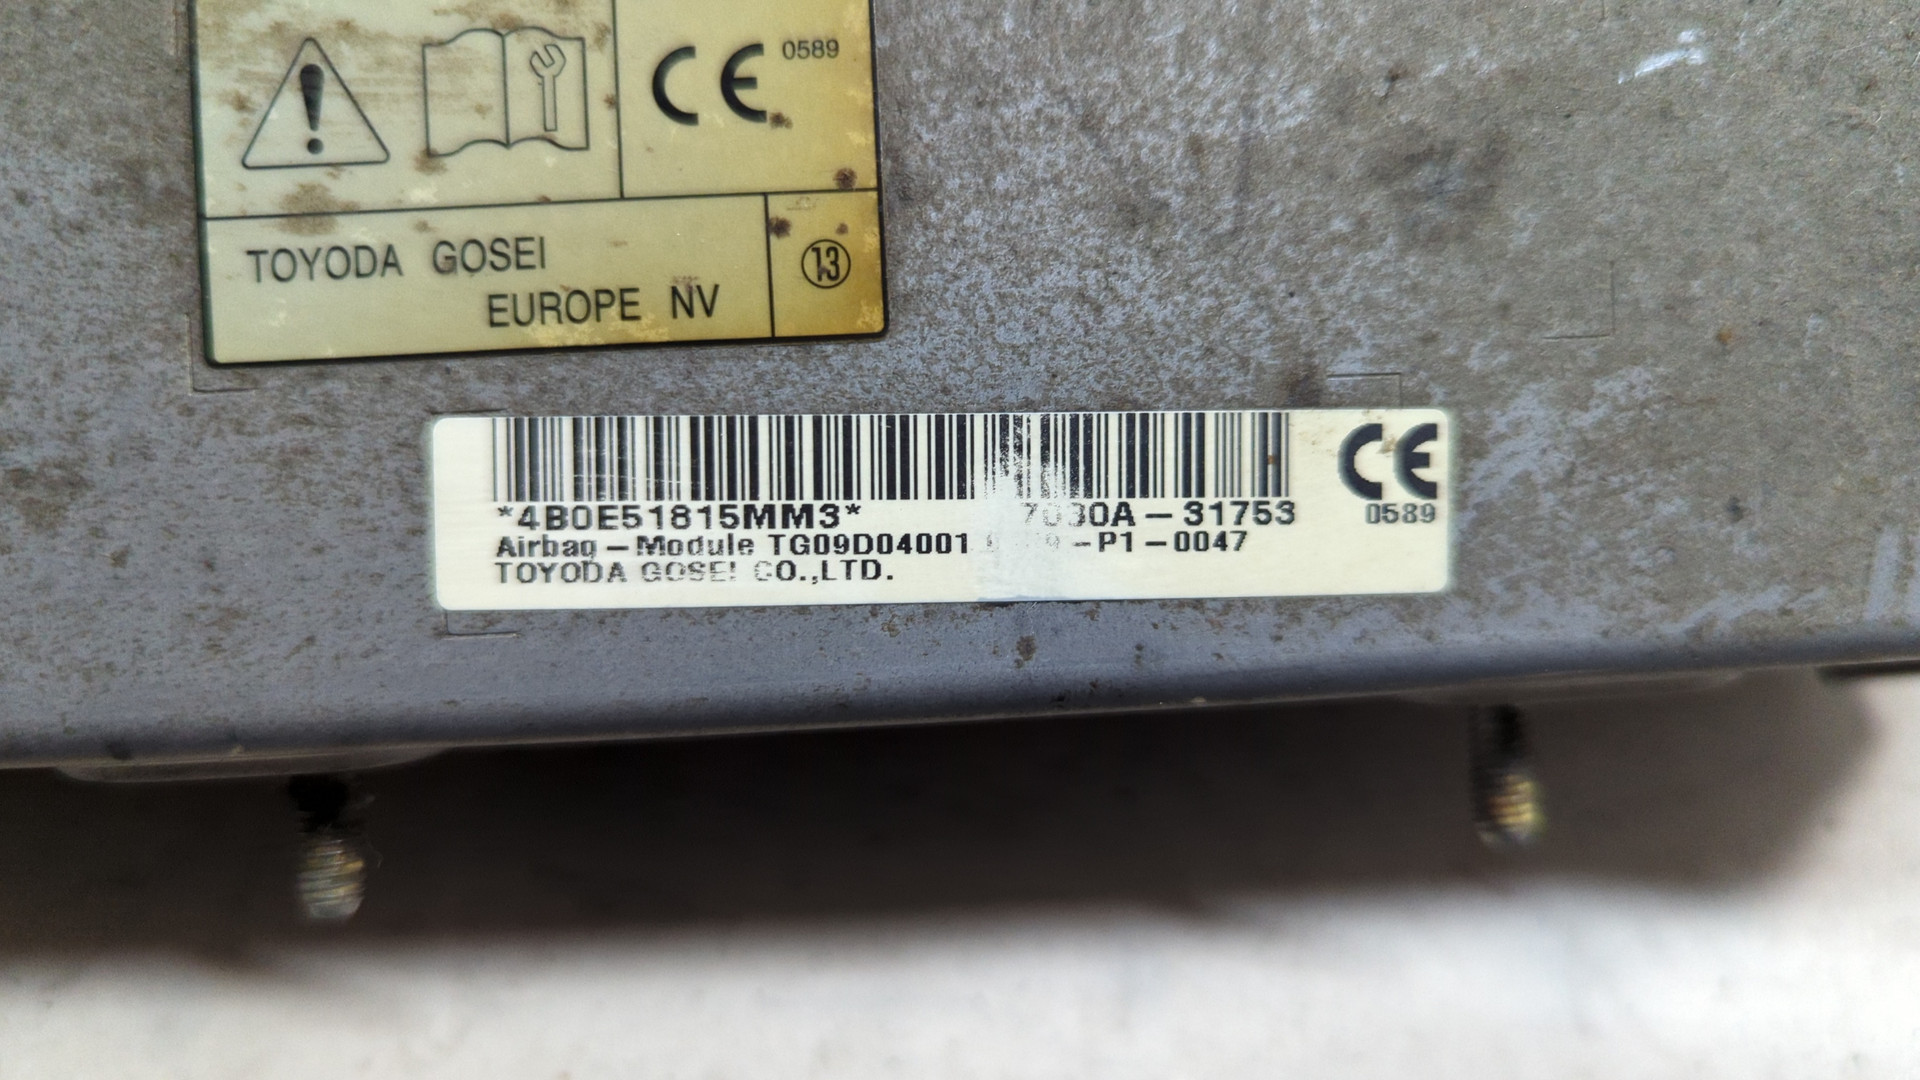 CE 0589
TOYODA GOSEI
EUROPE NV
13
*4B0E51815MM3*
CE
0589
Airbag-Module TG09D04001 -P1-0047
TOYODA GOSEI CO.,LTD.